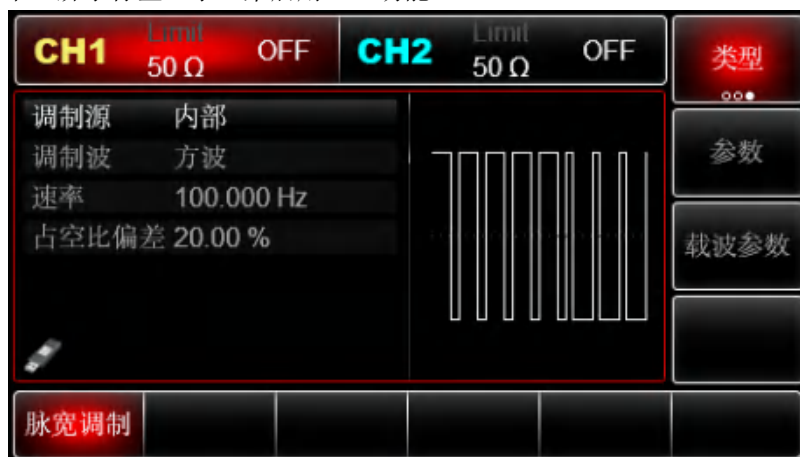 CH1
Limit
50 Ω
OFF
CH2
Limit
50 Ω
OFF
类型
调制源 内部
调制波 方波
速率 100.000 Hz
占空比偏差 20.00 %
参数
载波参数
脉宽调制